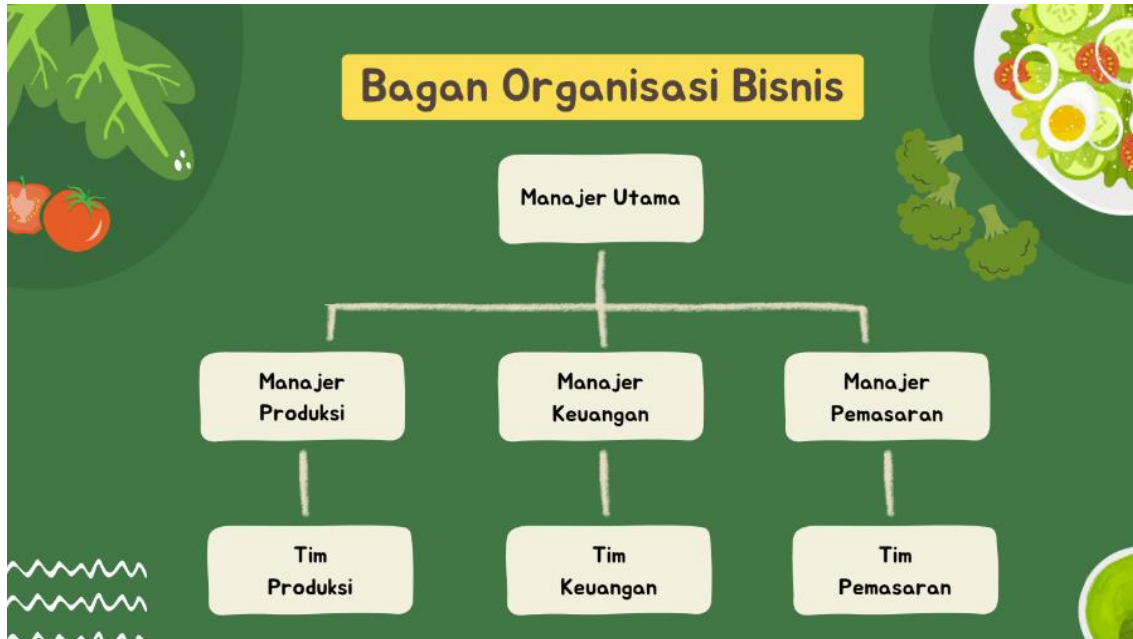 Bagan Organisasi Bisnis
Manajer Utama
Manajer
Produksi
Manajer
Keuangan
Manajer
Pemasaran
Tim
Produksi
Tim
Keuangan
Tim
Pemasaran